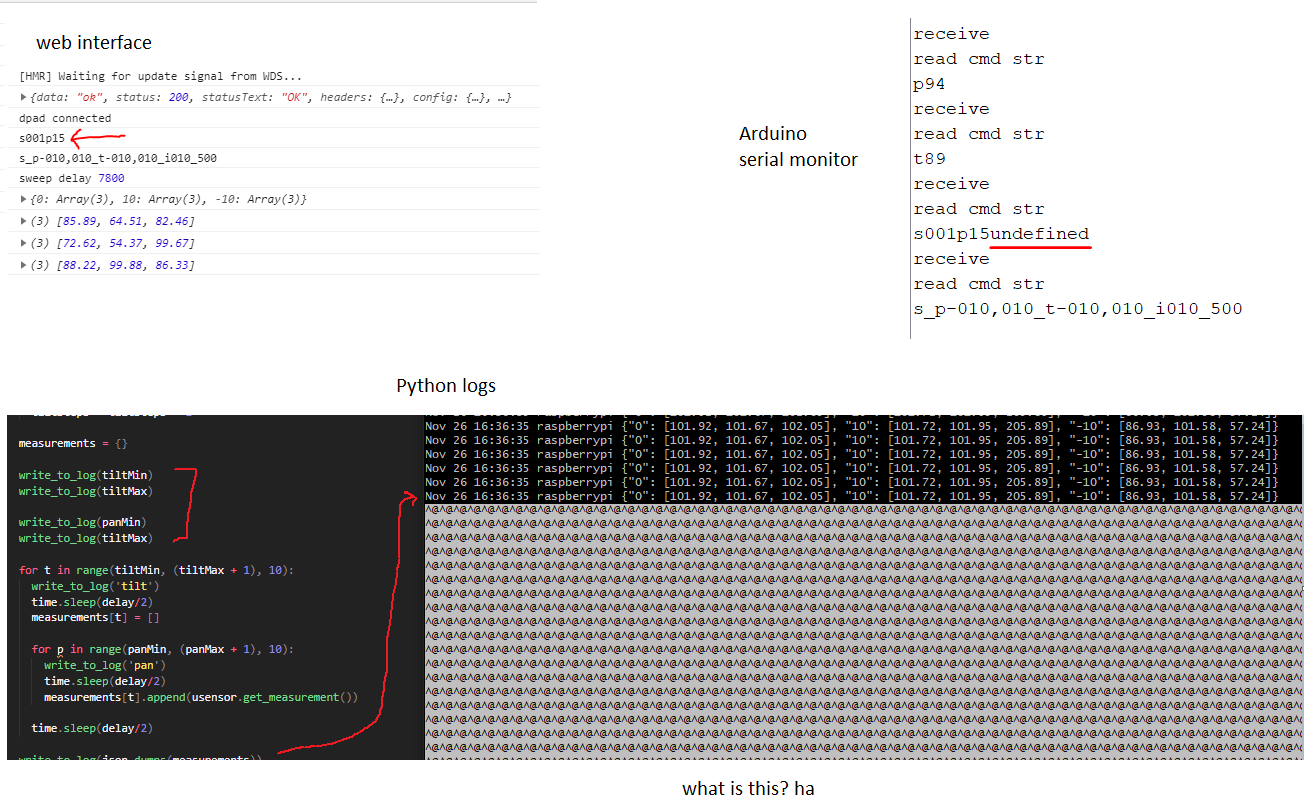 web interface
[HMR] Waiting for update signal from WDS...
{data: "ok", status: 200, statusText: "OK", headers: {…}, config: {…}, …}
dpad connected
s001p15
s_p-010,010_t-010,010_i010_500
sweep delay 7800
{0: Array(3), 10: Array(3), -10: Array(3)}
(3) [85.89, 64.51, 82.46]
(3) [72.62, 54.37, 99.67]
(3) [88.22, 99.88, 86.33]
Arduino
serial monitor
receive
read cmd str
p94
receive
read cmd str
t89
receive
read cmd str
s001p15undefined
receive
read cmd str
s_p-010,010_t-010,010_i010_500
Python logs
measurements = {}
write_to_log(tiltMin)
write_to_log(tiltMax)
write_to_log(panMin)
write_to_log(tiltMax)
for t in range(tiltMin, (tiltMax + 1), 10):
write_to_log('tilt')
time.sleep(delay/2)
measurements[t] = []
for p in range(panMin, (panMax + 1), 10):
write_to_log('pan')
time.sleep(delay/2)
measurements[t].append(usensor.get_measurement())
time.sleep(delay/2)
write_to_log(json.dumps(measurements))
Nov 26 16:36:35 raspberrypi {"0": [101.92, 101.67, 102.05], "10": [101.72, 101.95, 205.89], "-10": [86.93, 101.58, 57.24]}
Nov 26 16:36:35 raspberrypi {"0": [101.92, 101.67, 102.05], "10": [101.72, 101.95, 205.89], "-10": [86.93, 101.58, 57.24]}
Nov 26 16:36:35 raspberrypi {"0": [101.92, 101.67, 102.05], "10": [101.72, 101.95, 205.89], "-10": [86.93, 101.58, 57.24]}
Nov 26 16:36:35 raspberrypi {"0": [101.92, 101.67, 102.05], "10": [101.72, 101.95, 205.89], "-10": [86.93, 101.58, 57.24]}
Nov 26 16:36:35 raspberrypi {"0": [101.92, 101.67, 102.05], "10": [101.72, 101.95, 205.89], "-10": [86.93, 101.58, 57.24]}
Nov 26 16:36:35 raspberrypi {"0": [101.92, 101.67, 102.05], "10": [101.72, 101.95, 205.89], "-10": [86.93, 101.58, 57.24]}
what is this? ha